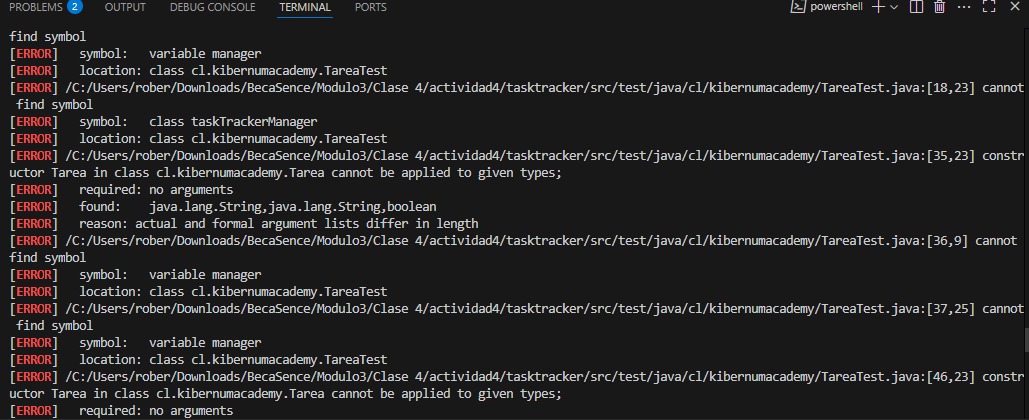 PROBLEMS 2 OUTPUT DEBUG CONSOLE TERMINAL PORTS powershell
find symbol
[ERROR]   symbol:   variable manager
[ERROR]   location: class cl.kibernumacademy.TareaTest
[ERROR] /C:/Users/rober/Downloads/BecaSence/Modulo3/Clase 4/actividad4/tasktracker/src/test/java/cl/kibernumacademy/TareaTest.java:[18,23] cannot
 find symbol
[ERROR]   symbol:   class taskTrackerManager
[ERROR]   location: class cl.kibernumacademy.TareaTest
[ERROR] /C:/Users/rober/Downloads/BecaSence/Modulo3/Clase 4/actividad4/tasktracker/src/test/java/cl/kibernumacademy/TareaTest.java:[35,23] constr
uctor Tarea in class cl.kibernumacademy.Tarea cannot be applied to given types;
[ERROR]   required: no arguments
[ERROR]   found:    java.lang.String,java.lang.String,boolean
[ERROR]   reason: actual and formal argument lists differ in length
[ERROR] /C:/Users/rober/Downloads/BecaSence/Modulo3/Clase 4/actividad4/tasktracker/src/test/java/cl/kibernumacademy/TareaTest.java:[36,9] cannot
find symbol
[ERROR]   symbol:   variable manager
[ERROR]   location: class cl.kibernumacademy.TareaTest
[ERROR] /C:/Users/rober/Downloads/BecaSence/Modulo3/Clase 4/actividad4/tasktracker/src/test/java/cl/kibernumacademy/TareaTest.java:[37,25] cannot
 find symbol
[ERROR]   symbol:   variable manager
[ERROR]   location: class cl.kibernumacademy.TareaTest
[ERROR] /C:/Users/rober/Downloads/BecaSence/Modulo3/Clase 4/actividad4/tasktracker/src/test/java/cl/kibernumacademy/TareaTest.java:[46,23] constr
uctor Tarea in class cl.kibernumacademy.Tarea cannot be applied to given types;
[ERROR]   required: no arguments